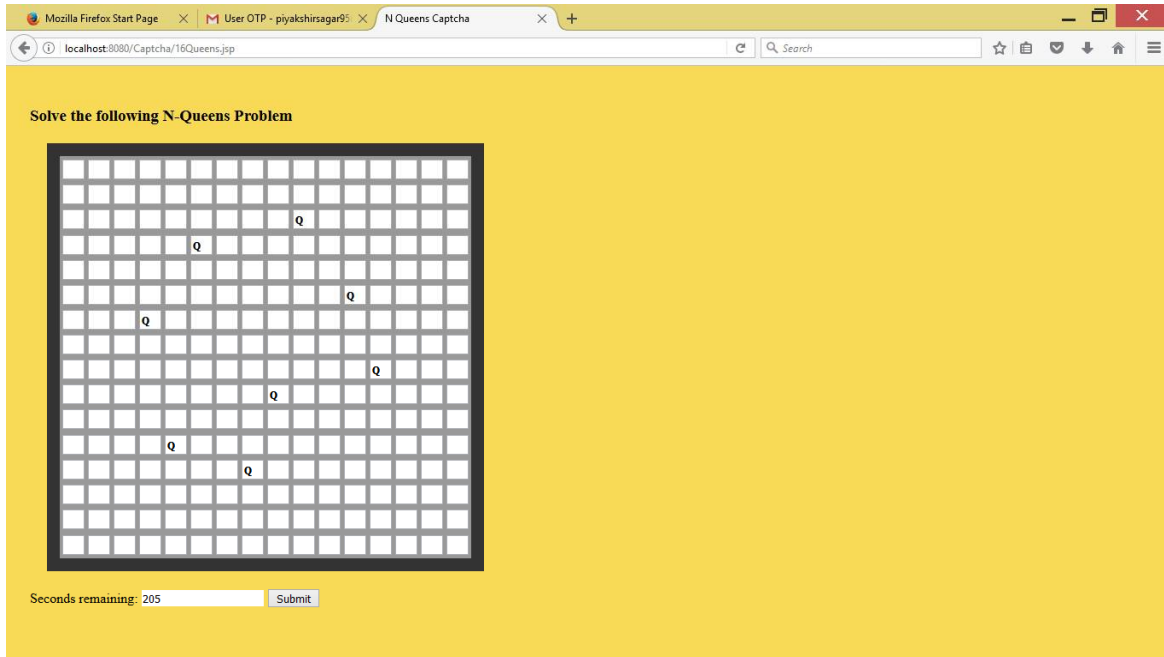 Mozilla Firefox Start Page User OTP - piyakshirsagar95 N Queens Captcha
localhost:8080/Captcha/16Queens.jsp Search
Solve the following N-Queens Problem
Q
Q
Q
Q
Q
Q
Q
Q
Seconds remaining: 205 Submit